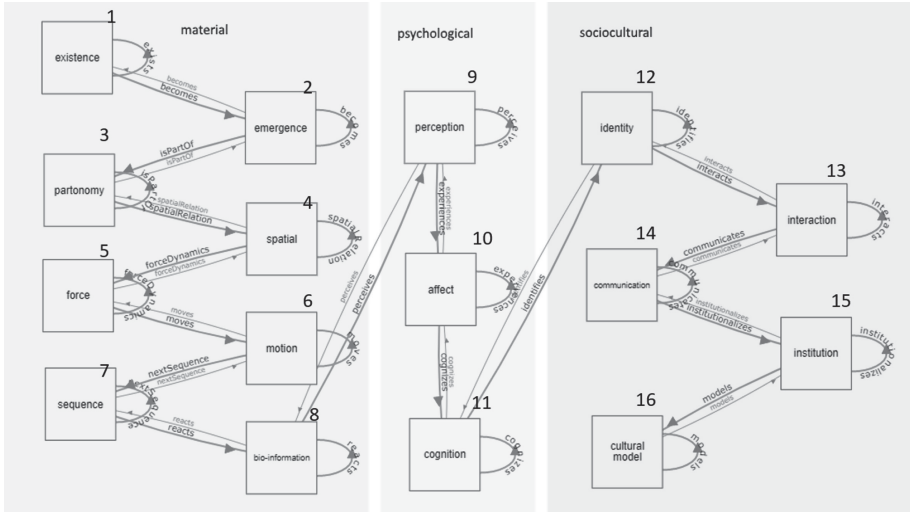 material
psychological
sociocultural
1
existence
exists
becomes
becomes
2
emergence
becomes
3
isPartOf
isPartOf
partonomy
isPartOf
spatialRelation
spatialRelation
4
spatial
spatialRelation
5
forceDynamics
forceDynamics
force
forceDynamics
moves
moves
6
motion
moves
7
nextSequence
nextSequence
sequence
nextSequence
reacts
reacts
8
bio-information
reacts
perceives
perceives
9
perception
perceives
experiences
experiences
10
affect
experiences
cognizes
cognizes
11
cognition
cognizes
identifies
identifies
12
identity
identifies
interacts
interacts
13
interaction
interacts
14
communicates
communicates
communication
communicates
institutionalizes
institutionalizes
15
institution
institutionalizes
16
models
models
cultural
model
models